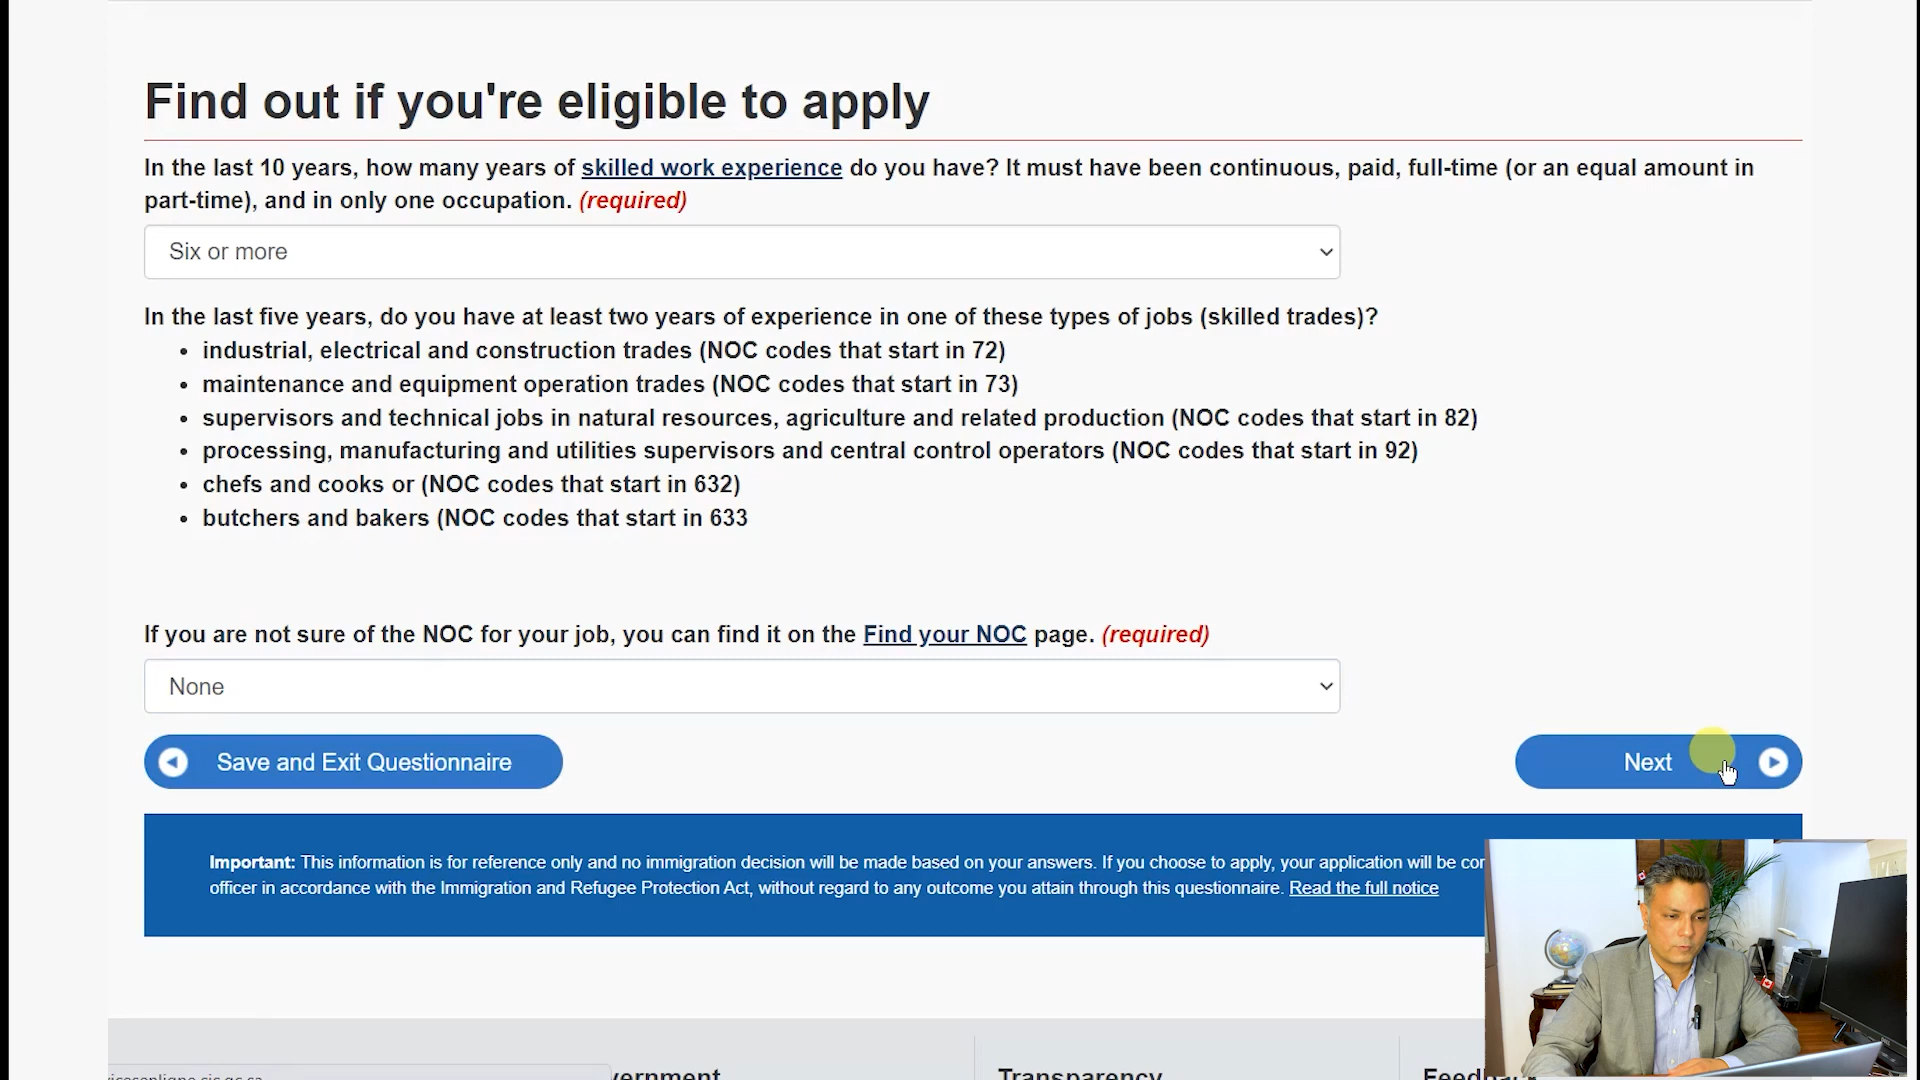 Find out if you're eligible to apply
In the last 10 years, how many years of skilled work experience do you have? It must have been continuous, paid, full-time (or an equal amount in
part-time), and in only one occupation. (required)
Six or more
In the last five years, do you have at least two years of experience in one of these types of jobs (skilled trades)?
• industrial, electrical and construction trades (NOC codes that start in 72)
• maintenance and equipment operation trades (NOC codes that start in 73)
• supervisors and technical jobs in natural resources, agriculture and related production (NOC codes that start in 82)
• processing, manufacturing and utilities supervisors and central control operators (NOC codes that start in 92)
• chefs and cooks or (NOC codes that start in 632)
• butchers and bakers (NOC codes that start in 633
If you are not sure of the NOC for your job, you can find it on the Find your NOC page. (required)
None
Save and Exit Questionnaire
Next
Important: This information is for reference only and no immigration decision will be made based on your answers. If you choose to apply, your application will be
officer in accordance with the Immigration and Refugee Protection Act, without regard to any outcome you attain through this questionnaire. Read the full notice
Transparency